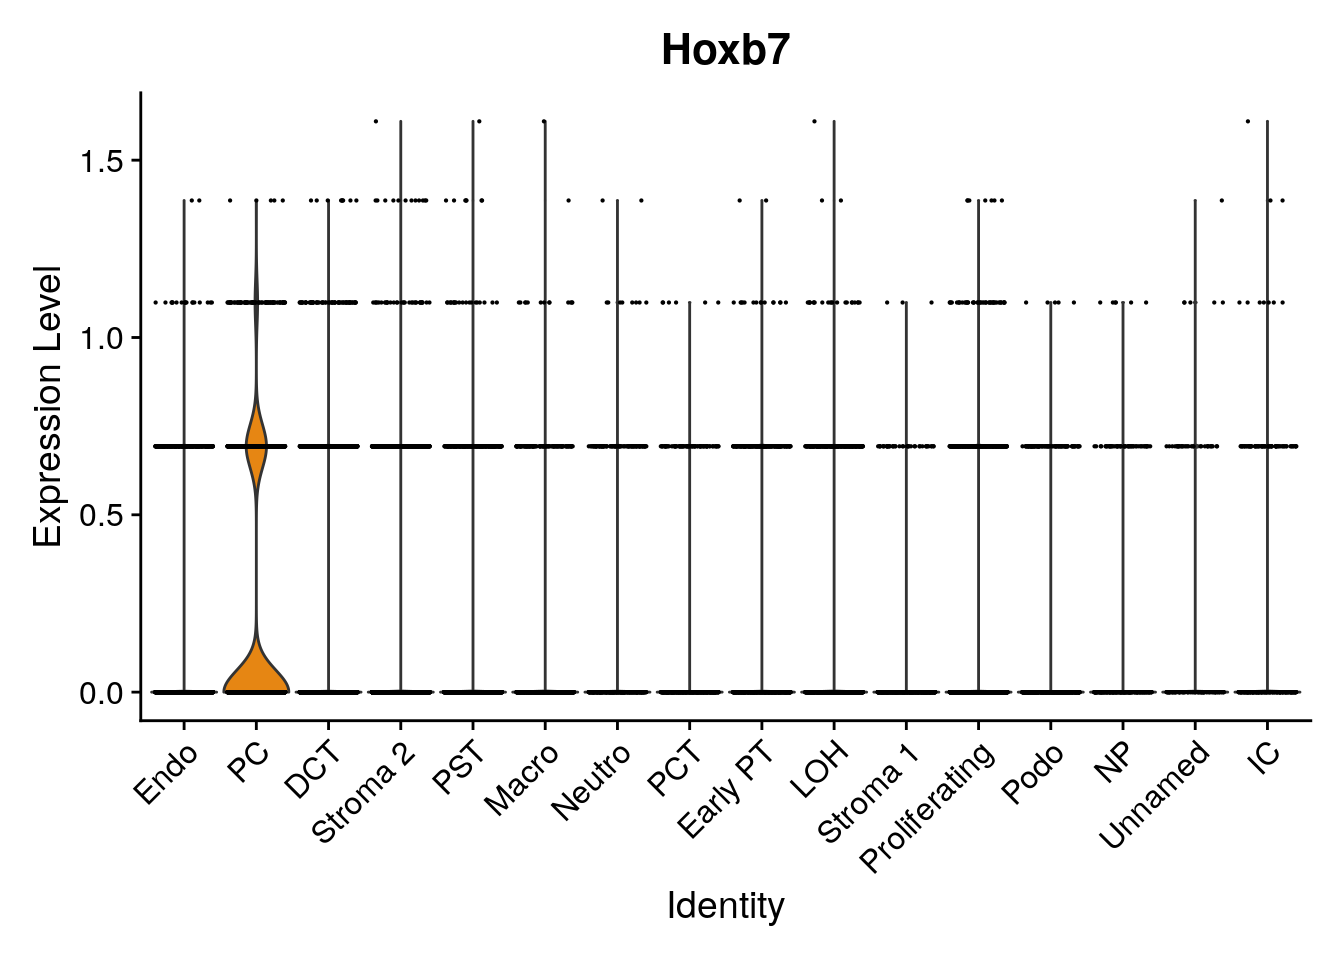 Hoxb7
Expression Level
1.5
1.0
0.5
0.0
Endo
PC
DCT
Stroma 2
PST
Macro
Neutro
PCT
Early PT
LOH
Stroma 1
Proliferating
Podo
NP
Unnamed
IC
Identity